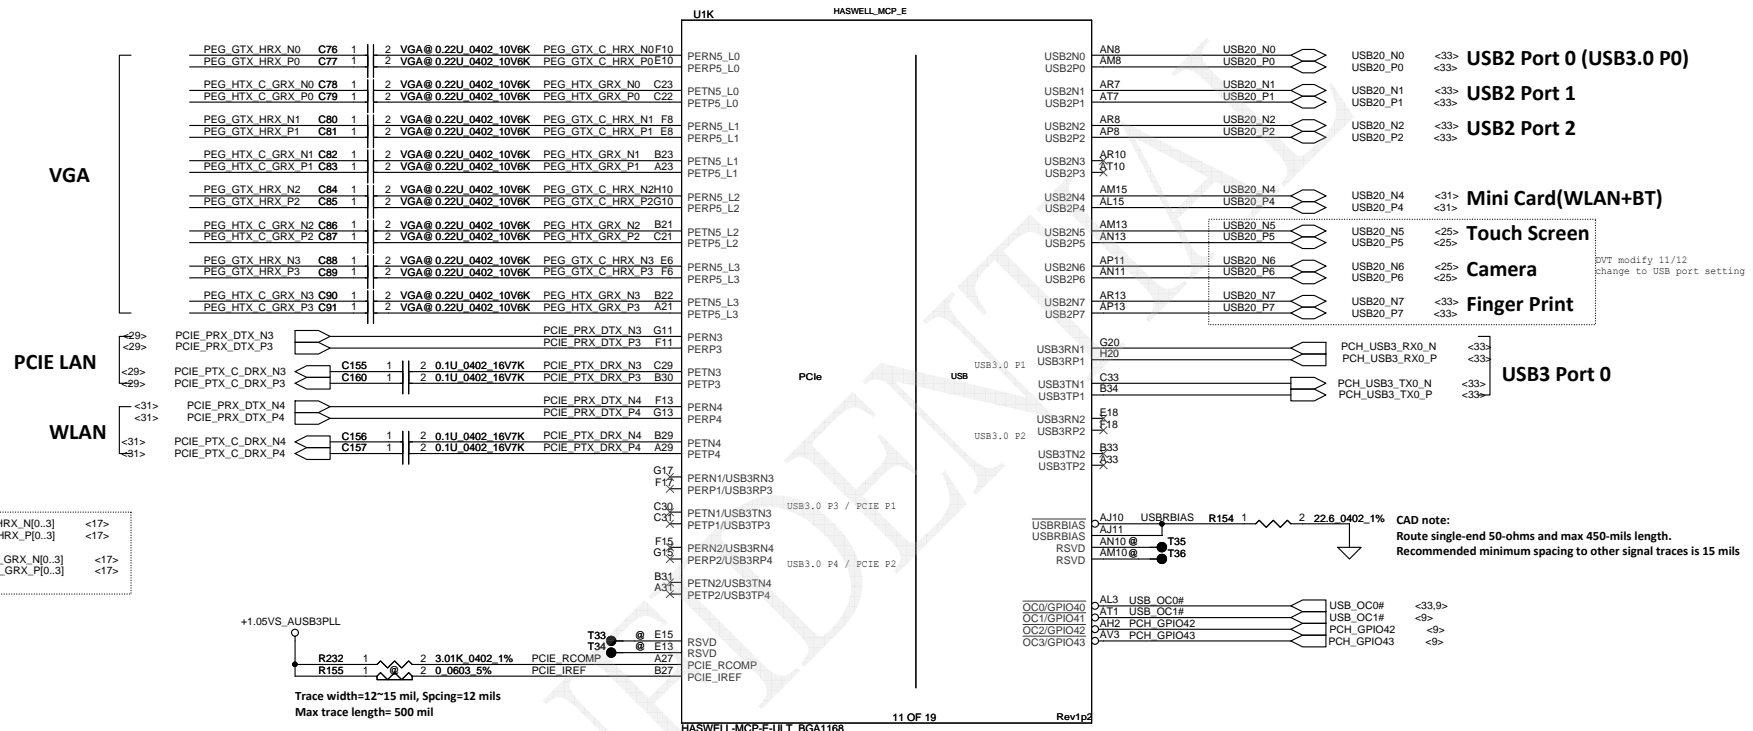 U1K
HASWELL_MCP_E
VGA
PEG_GTX_HRX_N0 C76 1 2 VGA@ 0.22U_0402_10V6K PEG_GTX_C_HRX_N0 F10 PERN5_L0
PEG_GTX_HRX_P0 C77 1 2 VGA@ 0.22U_0402_10V6K PEG_GTX_C_HRX_P0 E10 PERP5_L0
PEG_HTX_C_GRX_N0 C78 1 2 VGA@ 0.22U_0402_10V6K PEG_HTX_GRX_N0 C23 PETN5_L0
PEG_HTX_C_GRX_P0 C79 1 2 VGA@ 0.22U_0402_10V6K PEG_HTX_GRX_P0 C22 PETP5_L0
PEG_GTX_HRX_N1 C80 1 2 VGA@ 0.22U_0402_10V6K PEG_GTX_C_HRX_N1 F8 PERN5_L1
PEG_GTX_HRX_P1 C81 1 2 VGA@ 0.22U_0402_10V6K PEG_GTX_C_HRX_P1 E8 PERP5_L1
PEG_HTX_C_GRX_N1 C82 1 2 VGA@ 0.22U_0402_10V6K PEG_HTX_GRX_N1 B23 PETN5_L1
PEG_HTX_C_GRX_P1 C83 1 2 VGA@ 0.22U_0402_10V6K PEG_HTX_GRX_P1 A23 PETP5_L1
PEG_GTX_HRX_N2 C84 1 2 VGA@ 0.22U_0402_10V6K PEG_GTX_C_HRX_N2 H10 PERN5_L2
PEG_GTX_HRX_P2 C85 1 2 VGA@ 0.22U_0402_10V6K PEG_GTX_C_HRX_P2 G10 PERP5_L2
PEG_HTX_C_GRX_N2 C86 1 2 VGA@ 0.22U_0402_10V6K PEG_HTX_GRX_N2 B21 PETN5_L2
PEG_HTX_C_GRX_P2 C87 1 2 VGA@ 0.22U_0402_10V6K PEG_HTX_GRX_P2 C21 PETP5_L2
PEG_GTX_HRX_N3 C88 1 2 VGA@ 0.22U_0402_10V6K PEG_GTX_C_HRX_N3 E6 PERN5_L3
PEG_GTX_HRX_P3 C89 1 2 VGA@ 0.22U_0402_10V6K PEG_GTX_C_HRX_P3 F6 PERP5_L3
PEG_HTX_C_GRX_N3 C90 1 2 VGA@ 0.22U_0402_10V6K PEG_HTX_GRX_N3 B22 PETN5_L3
PEG_HTX_C_GRX_P3 C91 1 2 VGA@ 0.22U_0402_10V6K PEG_HTX_GRX_P3 A21 PETP5_L3
PCIE LAN
<29> PCIE_PRX_DTX_N3 PCIE_PRX_DTX_N3 G11 PERN3
<29> PCIE_PRX_DTX_P3 PCIE_PRX_DTX_P3 F11 PERP3
<29> PCIE_PTX_C_DRX_N3 C155 1 2 0.1U_0402_16V7K PCIE_PTX_DRX_N3 C29 PETN3
<29> PCIE_PTX_C_DRX_P3 C160 1 2 0.1U_0402_16V7K PCIE_PTX_DRX_P3 B30 PETP3
WLAN
<31> PCIE_PRX_DTX_N4 PCIE_PRX_DTX_N4 F13 PERN4
<31> PCIE_PRX_DTX_P4 PCIE_PRX_DTX_P4 G13 PERP4
<31> PCIE_PTX_C_DRX_N4 C156 1 2 0.1U_0402_16V7K PCIE_PTX_DRX_N4 B29 PETN4
<31> PCIE_PTX_C_DRX_P4 C157 1 2 0.1U_0402_16V7K PCIE_PTX_DRX_P4 A29 PETP4
G17 PERN1/USB3RN3
F17 PERP1/USB3RP3
USB3.0 P3 / PCIE P1
C30 PETN1/USB3TN3
C31 PETP1/USB3TP3
F15 PERN2/USB3RN4
G15 PERP2/USB3RP4
USB3.0 P4 / PCIE P2
B31 PETN2/USB3TN4
A31 PETP2/USB3TP4
HRX_N[0..3] <17>
HRX_P[0..3] <17>
_GRX_N[0..3] <17>
_GRX_P[0..3] <17>
+1.05VS_AUSB3PLL
T33 @ E15 RSVD
T34 @ E13 RSVD
R232 1 2 3.01K_0402_1% PCIE_RCOMP A27 PCIE_RCOMP
R155 1 @ 2 0_0603_5% PCIE_IREF B27 PCIE_IREF
Trace width=12~15 mil, Spcing=12 mils
Max trace length= 500 mil
PCIe
USB
USB2N0 AN8 USB20_N0 USB20_N0 <33>
USB2P0 AM8 USB20_P0 USB20_P0 <33>
USB2 Port 0 (USB3.0 P0)
USB2N1 AR7 USB20_N1 USB20_N1 <33>
USB2P1 AT7 USB20_P1 USB20_P1 <33>
USB2 Port 1
USB2N2 AR8 USB20_N2 USB20_N2 <33>
USB2P2 AP8 USB20_P2 USB20_P2 <33>
USB2 Port 2
USB2N3 AR10
USB2P3 AT10
USB2N4 AM15 USB20_N4 USB20_N4 <31>
USB2P4 AL15 USB20_P4 USB20_P4 <31>
Mini Card(WLAN+BT)
USB2N5 AM13 USB20_N5 USB20_N5 <25>
USB2P5 AN13 USB20_P5 USB20_P5 <25>
Touch Screen
USB2N6 AP11 USB20_N6 USB20_N6 <25>
USB2P6 AN11 USB20_P6 USB20_P6 <25>
Camera
DVT modify 11/12
change to USB port setting
USB2N7 AR13 USB20_N7 USB20_N7 <33>
USB2P7 AP13 USB20_P7 USB20_P7 <33>
Finger Print
USB3RN1 G20 PCH_USB3_RX0_N <33>
USB3RP1 H20 PCH_USB3_RX0_P <33>
USB3.0 P1
USB3TN1 C33 PCH_USB3_TX0_N <33>
USB3TP1 B34 PCH_USB3_TX0_P <33>
USB3 Port 0
USB3RN2 E18
USB3RP2 F18
USB3.0 P2
USB3TN2 B33
USB3TP2 A33
USBRBIAS AJ10 USBRBIAS R154 1 2 22.6_0402_1%
USBRBIAS AJ11
RSVD AN10 @ T35
RSVD AM10 @ T36
CAD note:
Route single-end 50-ohms and max 450-mils length.
Recommended minimum spacing to other signal traces is 15 mils
OC0/GPIO40 AL3 USB_OC0# USB_OC0# <33,9>
OC1/GPIO41 AT1 USB_OC1# USB_OC1# <9>
OC2/GPIO42 AH2 PCH_GPIO42 PCH_GPIO42 <9>
OC3/GPIO43 AV3 PCH_GPIO43 PCH_GPIO43 <9>
11 OF 19
Rev1p2
HASWELL-MCP-E-ULT_BGA1168